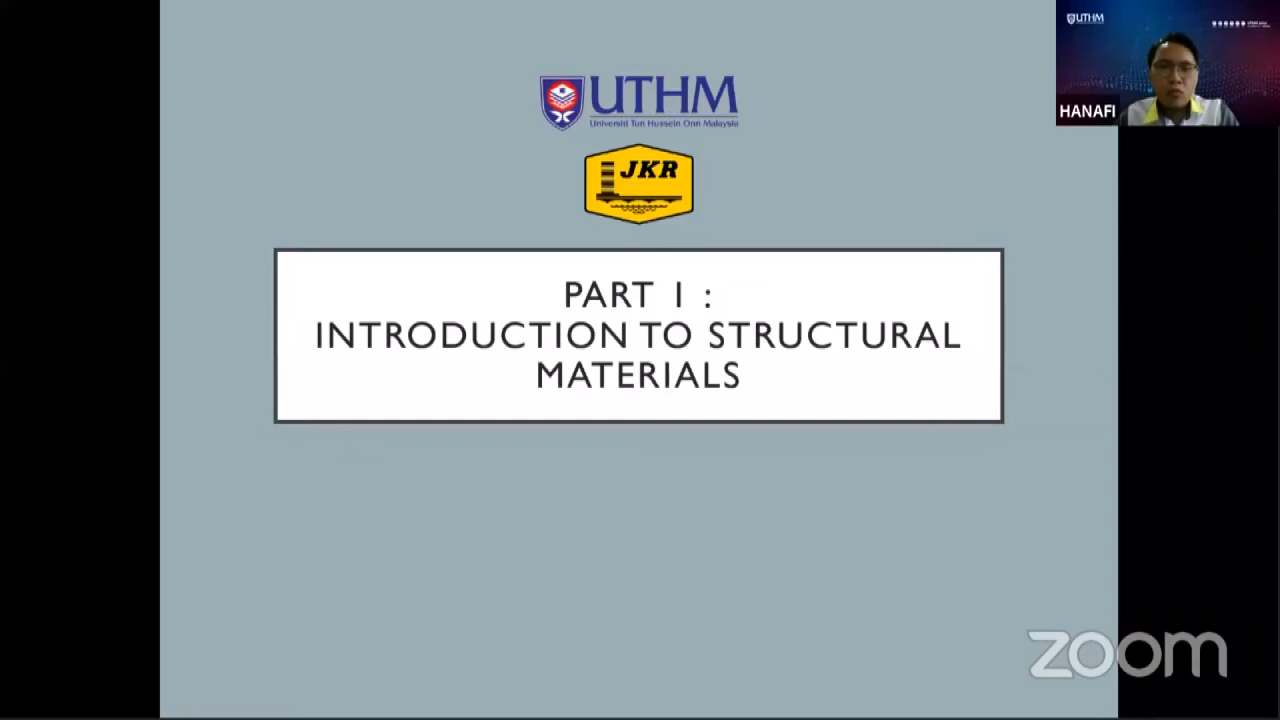 UTHM
Universiti Tun Hussein Onn Malaysia
JKR
PART 1 :
INTRODUCTION TO STRUCTURAL
MATERIALS
UTHM
HANAFI
zoom